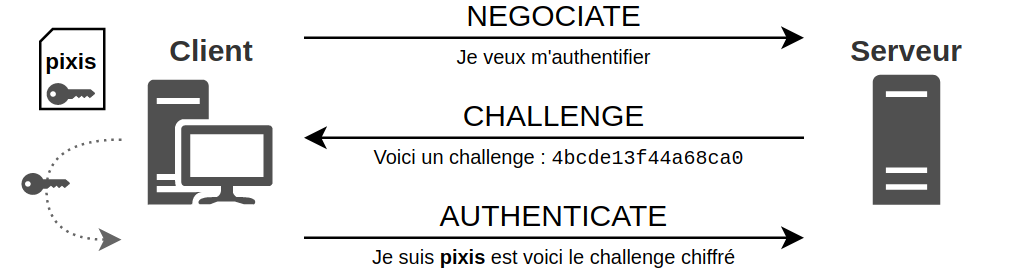 NEGOCIATE
pixis
Client
Je veux m'authentifier
Serveur
CHALLENGE
Voici un challenge : 4bcde13f44a68ca0
AUTHENTICATE
Je suis pixis est voici le challenge chiffré